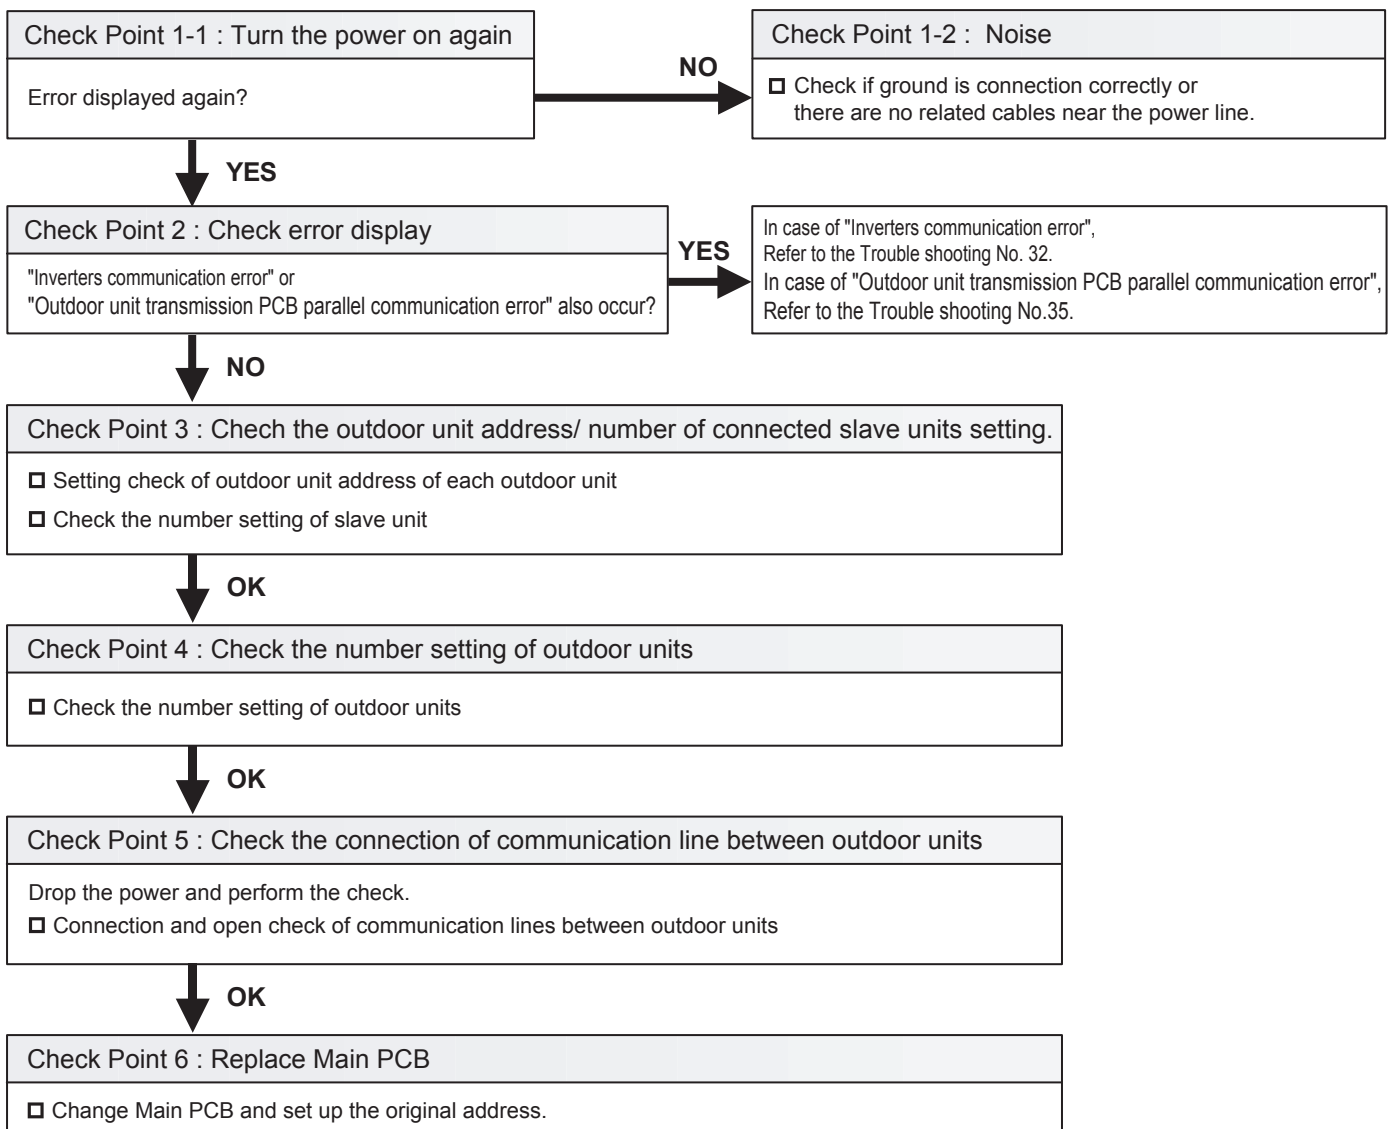 Check Point 1-1 : Turn the power on again
Error displayed again?
NO
Check Point 1-2 :  Noise
Check if ground is connection correctly or
there are no related cables near the power line.
YES
Check Point 2 : Check error display
"Inverters communication error" or
"Outdoor unit transmission PCB parallel communication error" also occur?
YES
In case of "Inverters communication error",
Refer to the Trouble shooting No. 32.
In case of "Outdoor unit transmission PCB parallel communication error",
Refer to the Trouble shooting No.35.
NO
Check Point 3 : Chech the outdoor unit address/ number of connected slave units setting.
Setting check of outdoor unit address of each outdoor unit
Check the number setting of slave unit
OK
Check Point 4 : Check the number setting of outdoor units
Check the number setting of outdoor units
OK
Check Point 5 : Check the connection of communication line between outdoor units
Drop the power and perform the check.
Connection and open check of communication lines between outdoor units
OK
Check Point 6 : Replace Main PCB
Change Main PCB and set up the original address.